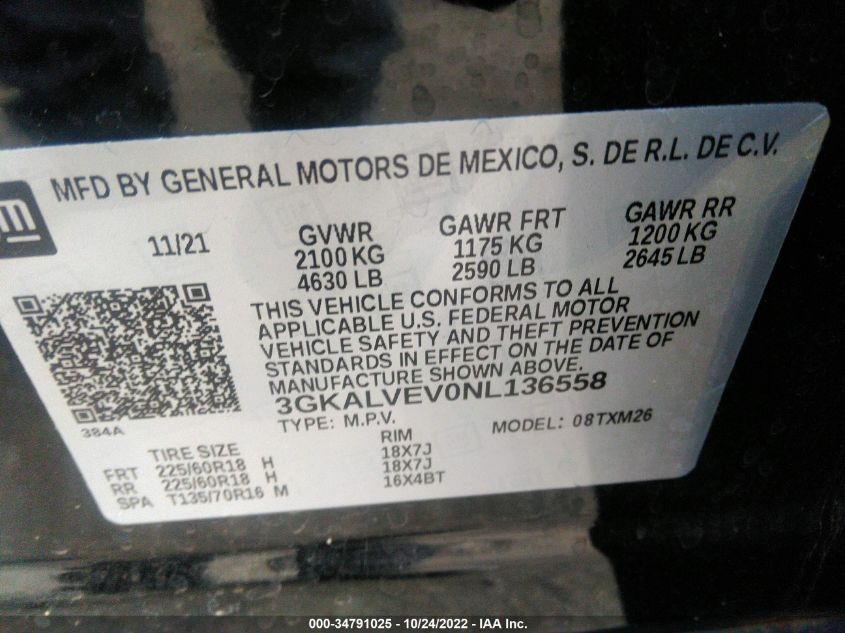 MFD BY GENERAL MOTORS DE MEXICO, S. DE R.L. DE C.V.
m
11/21
GVWR
2100 KG
4630 LB
GAWR FRT
1175 KG
2590 LB
GAWR RR
1200 KG
2645 LB
THIS VEHICLE CONFORMS TO ALL
APPLICABLE U.S. FEDERAL MOTOR
VEHICLE SAFETY AND THEFT PREVENTION
STANDARDS IN EFFECT ON THE DATE OF
MANUFACTURE SHOWN ABOVE.
3GKALVEV0NL136558
384A
TYPE: M.P.V. MODEL: 08TXM26
TIRE SIZE RIM
FRT 225/60R18 H 18X7J
RR 225/60R18 H 18X7J
SPA T135/70R16 M 16X4BT
000-34791025 - 10/24/2022 - IAA Inc.